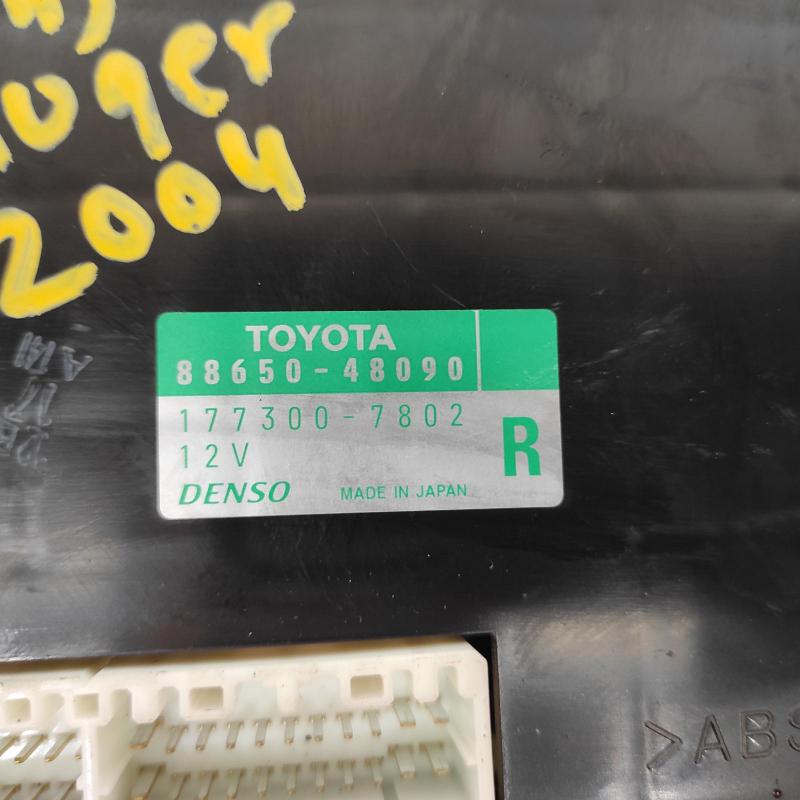 2004
TOYOTA
88650-48090
177300-7802
12V
R
DENSO
MADE IN JAPAN
>ABS